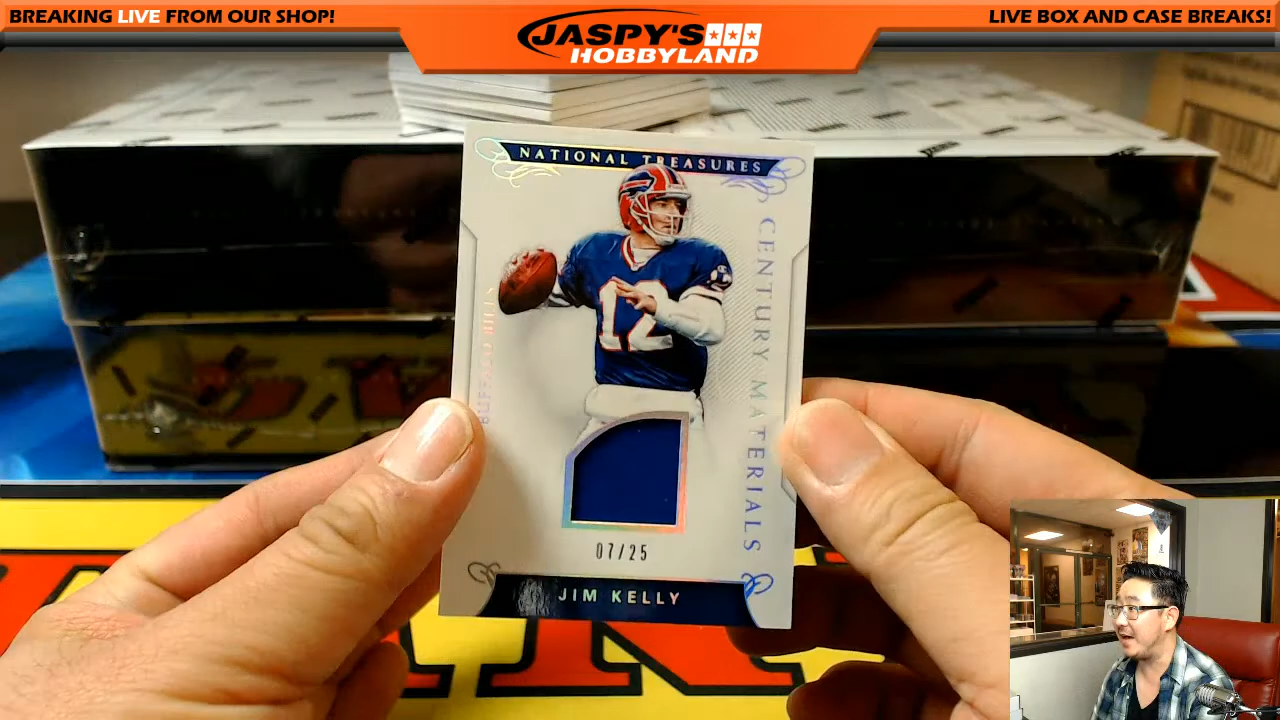 BREAKING LIVE FROM OUR SHOP!
JASPY'S
HOBBYLAND
LIVE BOX AND CASE BREAKS!
NATIONAL TREASURES
CENTURY MATERIALS
12
07/25
JIM KELLY